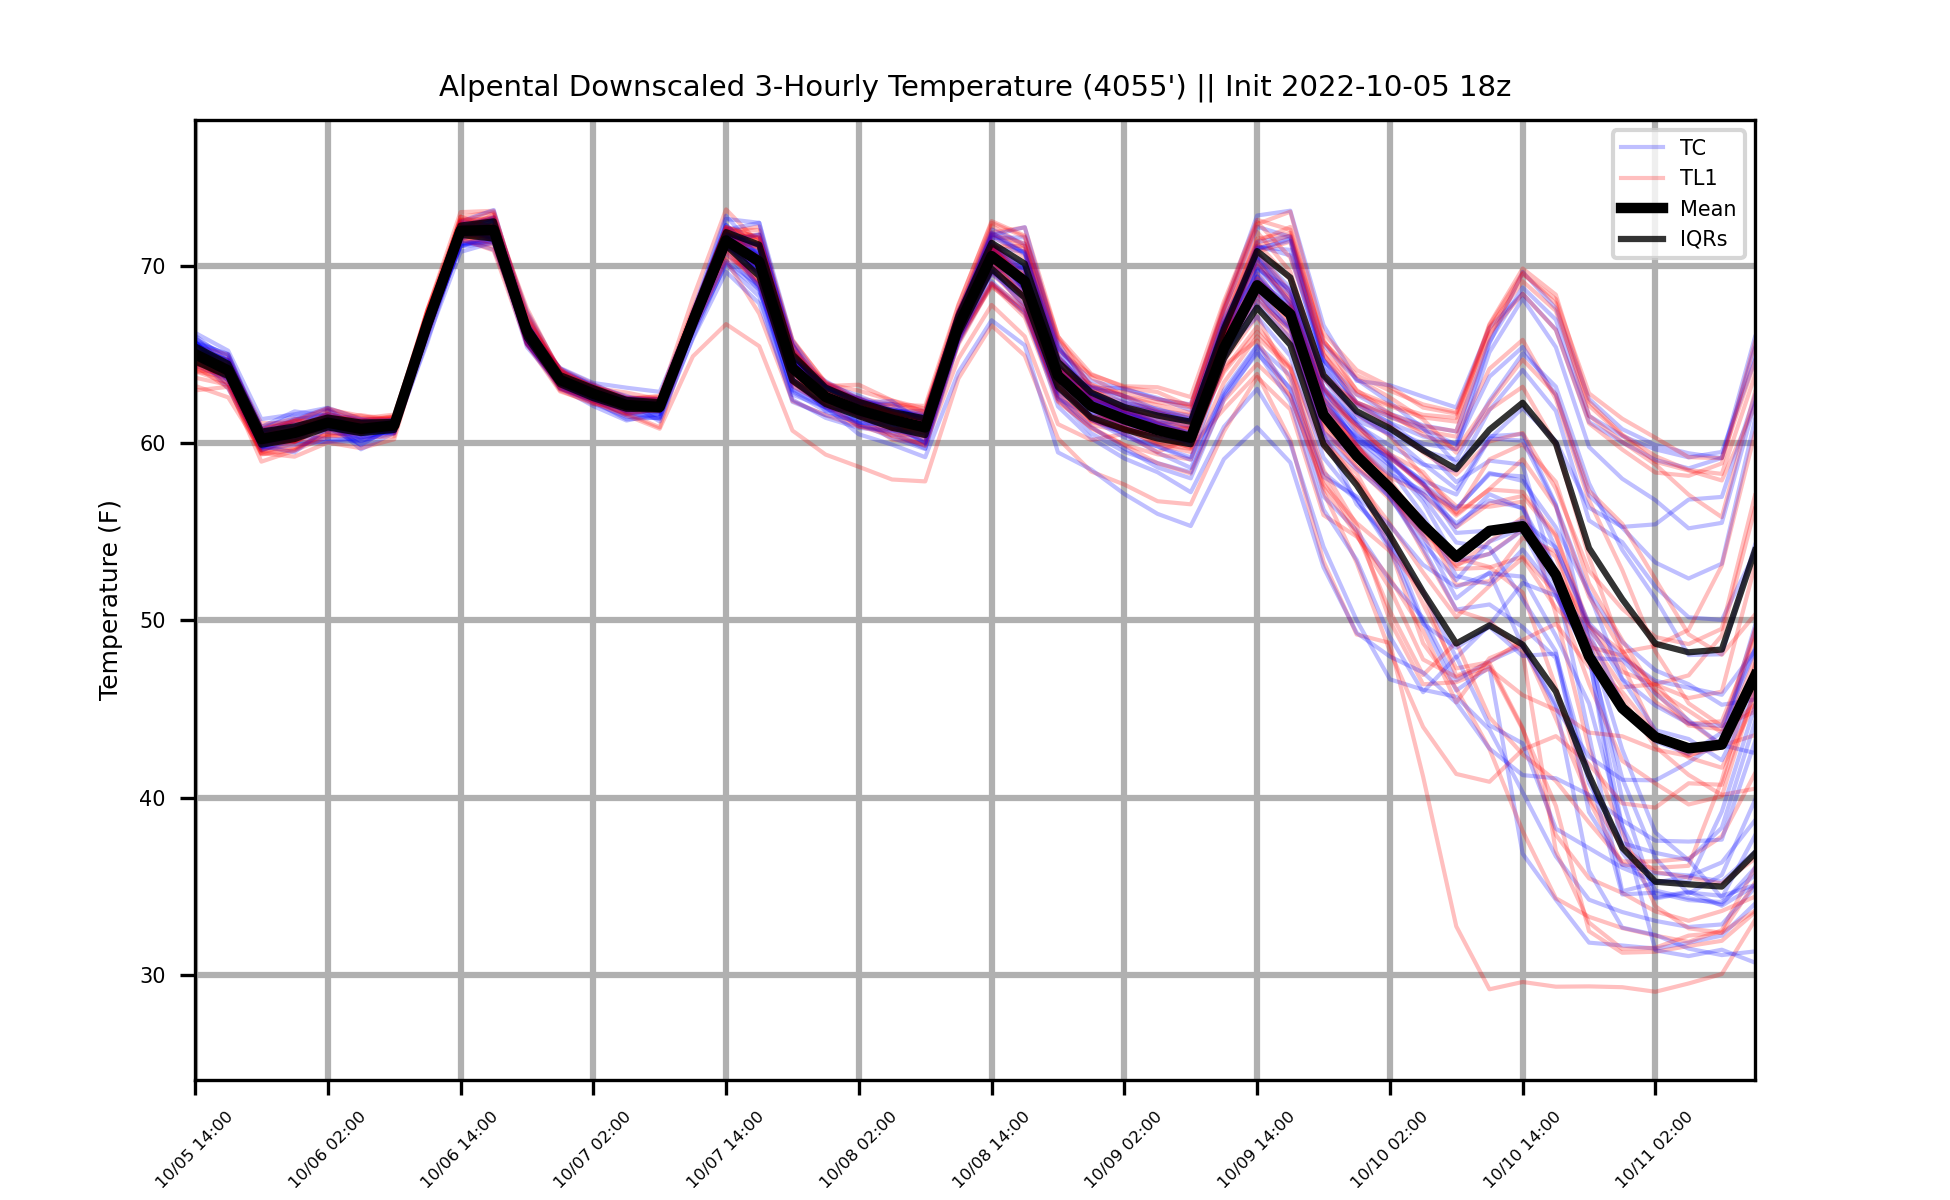 Alpental Downscaled 3-Hourly Temperature (4055') || Init 2022-10-05 18z
TC
TL1
Mean
IQRs
Temperature (F)
70
60
50
40
30
10/05 14:00
10/06 02:00
10/06 14:00
10/07 02:00
10/07 14:00
10/08 02:00
10/08 14:00
10/09 02:00
10/09 14:00
10/10 02:00
10/10 14:00
10/11 02:00